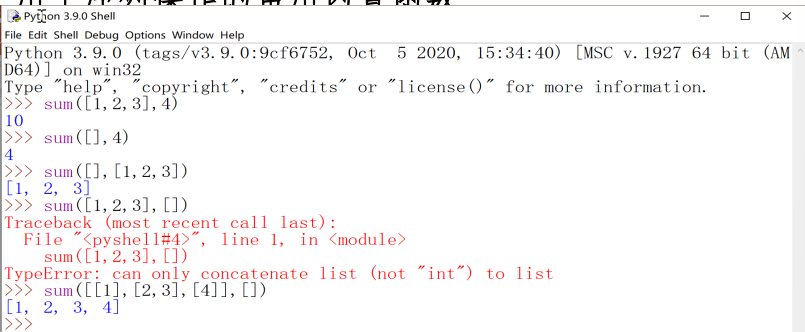 Python 3.9.0 Shell
File Edit Shell Debug Options Window Help
Python 3.9.0 (tags/v3.9.0:9cf6752, Oct  5 2020, 15:34:40) [MSC v.1927 64 bit (AM
D64)] on win32
Type "help", "copyright", "credits" or "license()" for more information.
>>> sum([1,2,3],4)
10
>>> sum([],4)
4
>>> sum([],[1,2,3])
[1, 2, 3]
>>> sum([1,2,3],[])
Traceback (most recent call last):
  File "<pyshell#4>", line 1, in <module>
    sum([1,2,3],[])
TypeError: can only concatenate list (not "int") to list
>>> sum([[1],[2,3],[4]],[])
[1, 2, 3, 4]
>>>